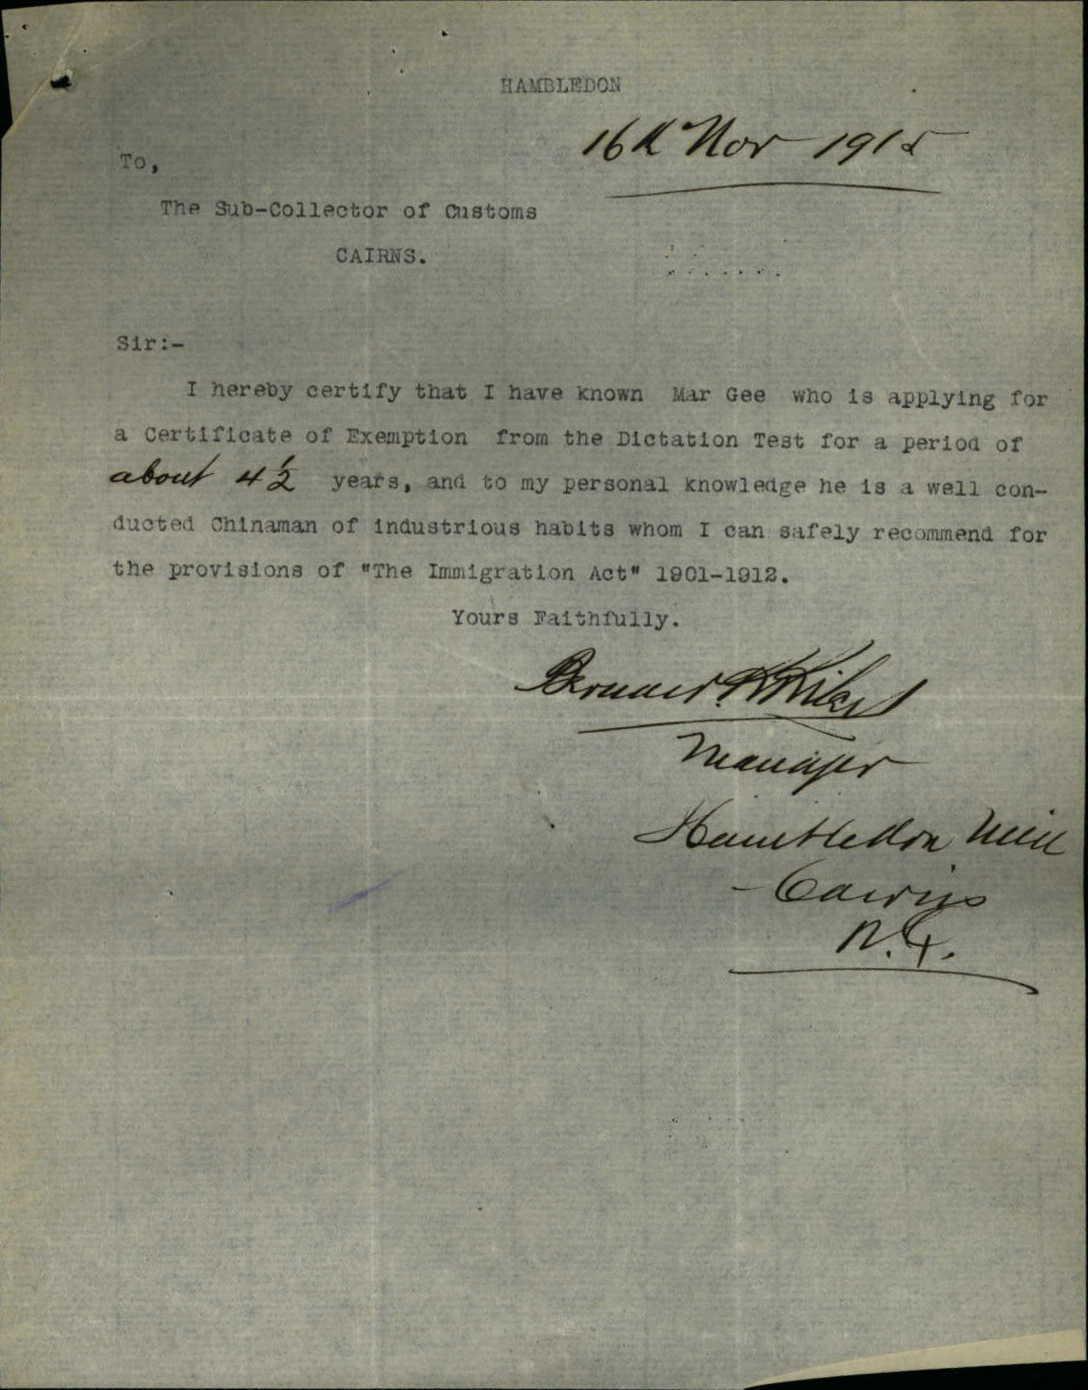 HAMBLEDON
16th Nov 1915
To,
The Sub-Collector of Customs
CAIRNS.
Sir:-
I hereby certify that I have known Mar Gee who is applying for
a Certificate of Exemption from the Dictation Test for a period of
about 4½ years, and to my personal knowledge he is a well con-
ducted Chinaman of industrious habits whom I can safely recommend for
the provisions of "The Immigration Act" 1901-1912.
Yours Faithfully.
Manager
Hambledon Mill
Cairns
N.Q.